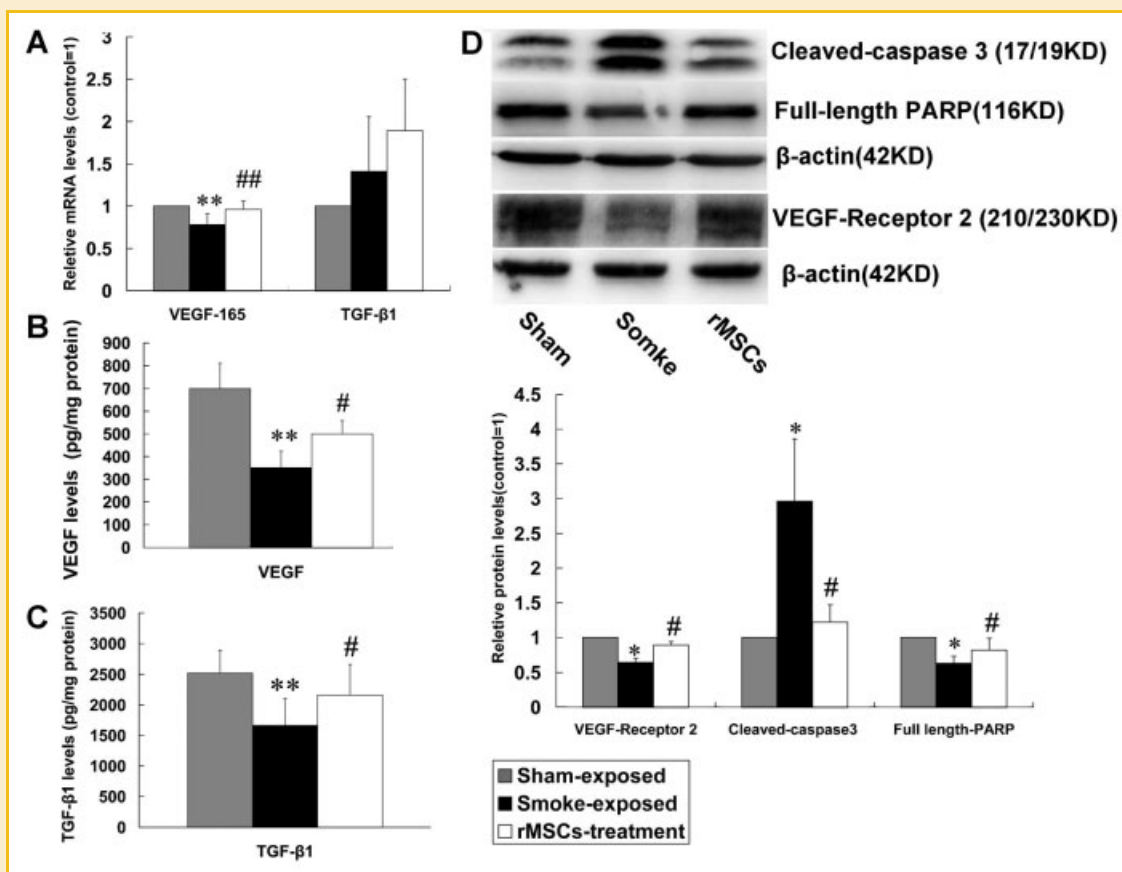 A
Reletive mRNA levels (control=1)
3
2.5
2
1.5
1
0.5
0
**
##
VEGF-165
TGF-β1
B
VEGF levels (pg/mg protein)
900
800
700
600
500
400
300
200
100
0
**
#
VEGF
C
TGF-β1 levels (pg/mg protein)
3500
3000
2500
2000
1500
1000
500
0
**
#
TGF-β1
D
Cleaved-caspase 3 (17/19KD)
Full-length PARP(116KD)
β-actin(42KD)
VEGF-Receptor 2 (210/230KD)
β-actin(42KD)
Sham
Somke
rMSCs
Reletive protein levels(control=1)
4.5
4
3.5
3
2.5
2
1.5
1
0.5
0
*
#
*
#
*
#
VEGF-Receptor 2
Cleaved-caspase3
Full length-PARP
Sham-exposed
Smoke-exposed
rMSCs-treatment